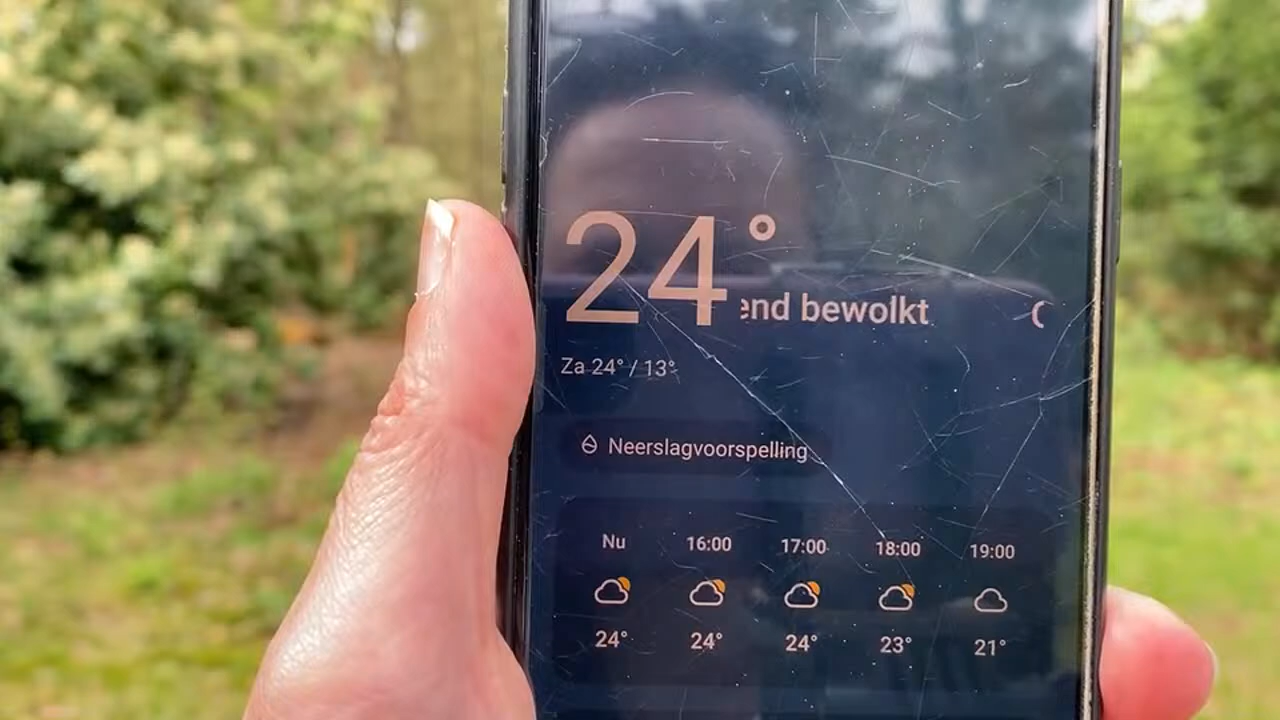 24°
end bewolkt
Za 24° / 13°
Neerslagvoorspelling
Nu 16:00 17:00 18:00 19:00
24° 24° 24° 23° 21°